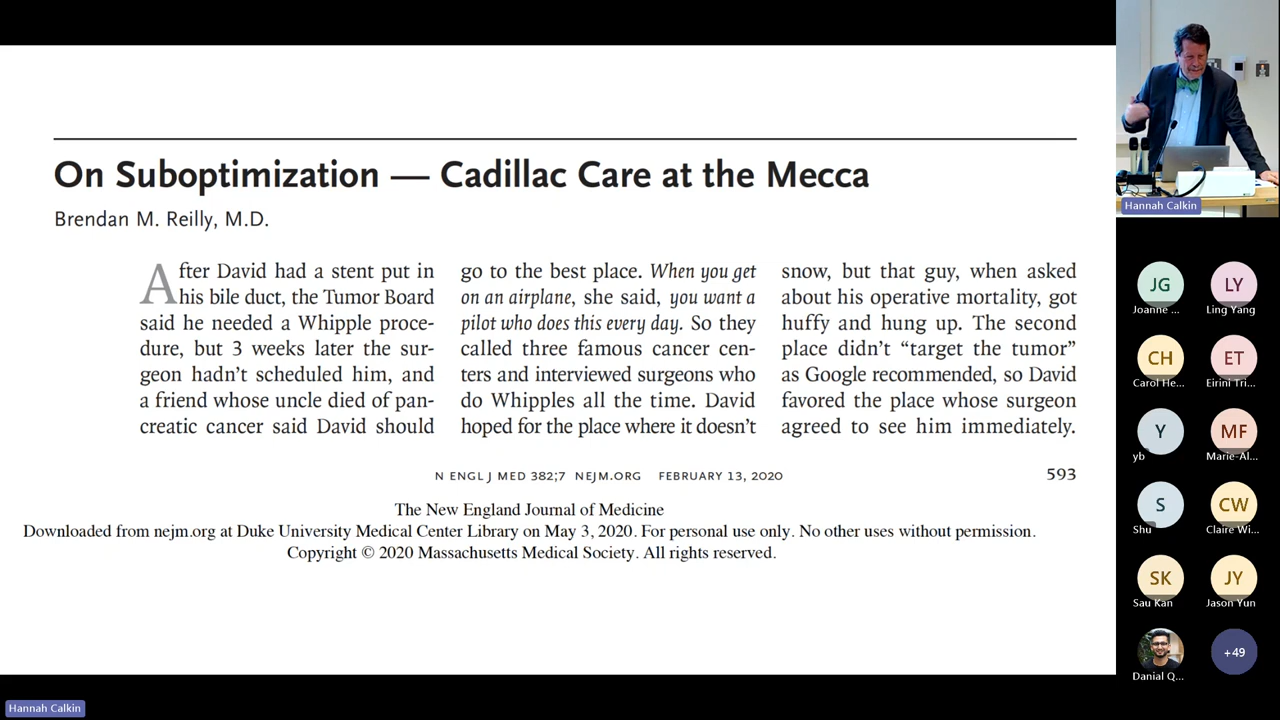 On Suboptimization — Cadillac Care at the Mecca
Brendan M. Reilly, M.D.
After David had a stent put in
his bile duct, the Tumor Board
said he needed a Whipple proce-
dure, but 3 weeks later the sur-
geon hadn't scheduled him, and
a friend whose uncle died of pan-
creatic cancer said David should
go to the best place. When you get
on an airplane, she said, you want a
pilot who does this every day. So they
called three famous cancer cen-
ters and interviewed surgeons who
do Whipples all the time. David
hoped for the place where it doesn't
snow, but that guy, when asked
about his operative mortality, got
huffy and hung up. The second
place didn't “target the tumor”
as Google recommended, so David
favored the place whose surgeon
agreed to see him immediately.
N ENGL J MED 382;7 NEJM.ORG FEBRUARY 13, 2020
593
The New England Journal of Medicine
Downloaded from nejm.org at Duke University Medical Center Library on May 3, 2020. For personal use only. No other uses without permission.
Copyright © 2020 Massachusetts Medical Society. All rights reserved.
Hannah Calkin
JG
Joanne ...
LY
Ling Yang
CH
Carol He...
ET
Eirini Tri...
Y
yb
MF
Marie-Al...
S
Shu
CW
Claire Wi...
SK
Sau Kan
JY
Jason Yun
Danial Q...
+49
Hannah Calkin